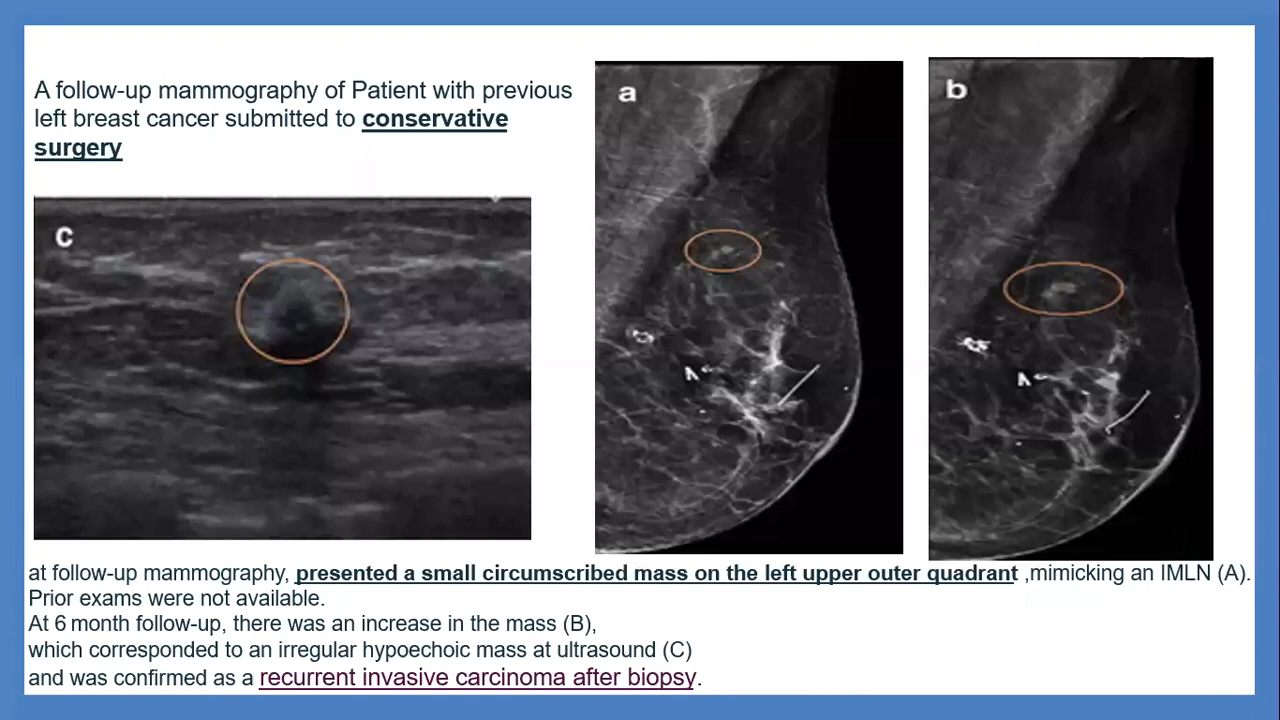 A follow-up mammography of Patient with previous
left breast cancer submitted to conservative
surgery
a
b
c
at follow-up mammography, presented a small circumscribed mass on the left upper outer quadrant ,mimicking an IMLN (A).
Prior exams were not available.
At 6 month follow-up, there was an increase in the mass (B),
which corresponded to an irregular hypoechoic mass at ultrasound (C)
and was confirmed as a recurrent invasive carcinoma after biopsy.